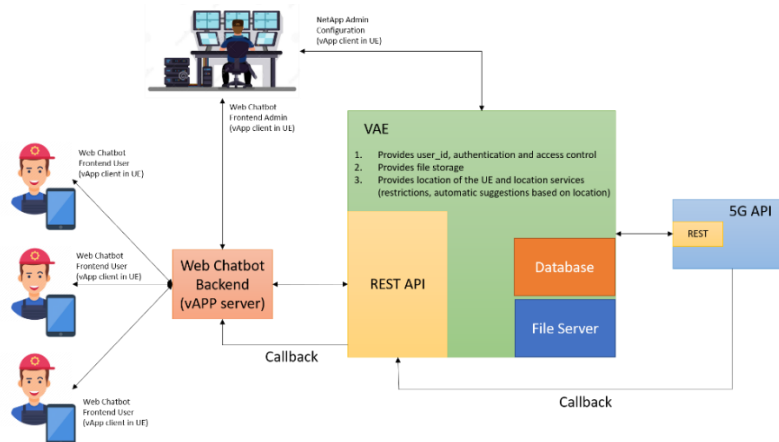 NetApp Admin
Configuration
(vApp client in UE)
Web Chatbot
Frontend Admin
(vApp client in UE)
Web Chatbot
Frontend User
(vApp client in UE)
VAE
1. Provides user_id, authentication and access control
2. Provides file storage
3. Provides location of the UE and location services
(restrictions, automatic suggestions based on location)
5G API
REST
Web Chatbot
Frontend User
(vApp client in UE)
Web Chatbot
Backend
(vAPP server)
REST API
Database
File Server
Callback
Callback
Web Chatbot
Frontend User
(vApp client in UE)